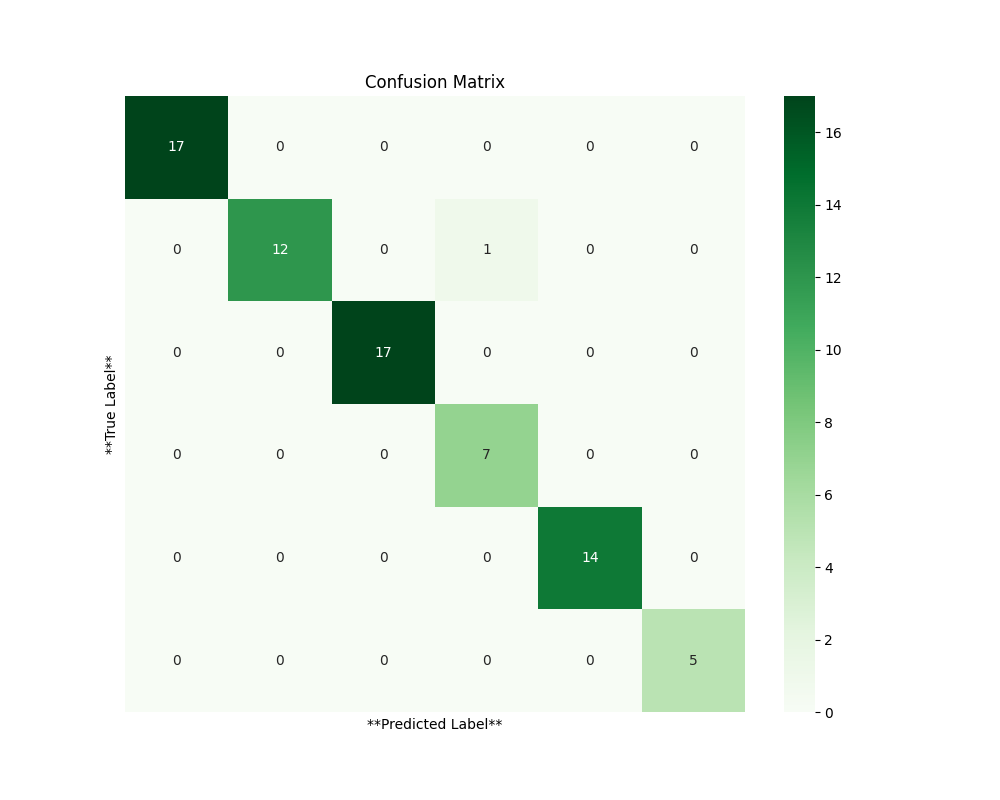 Confusion Matrix
17 0 0 0 0 0
0 12 0 1 0 0
0 0 17 0 0 0
0 0 0 7 0 0
0 0 0 0 14 0
0 0 0 0 0 5
**True Label**
**Predicted Label**
16
14
12
10
8
6
4
2
0